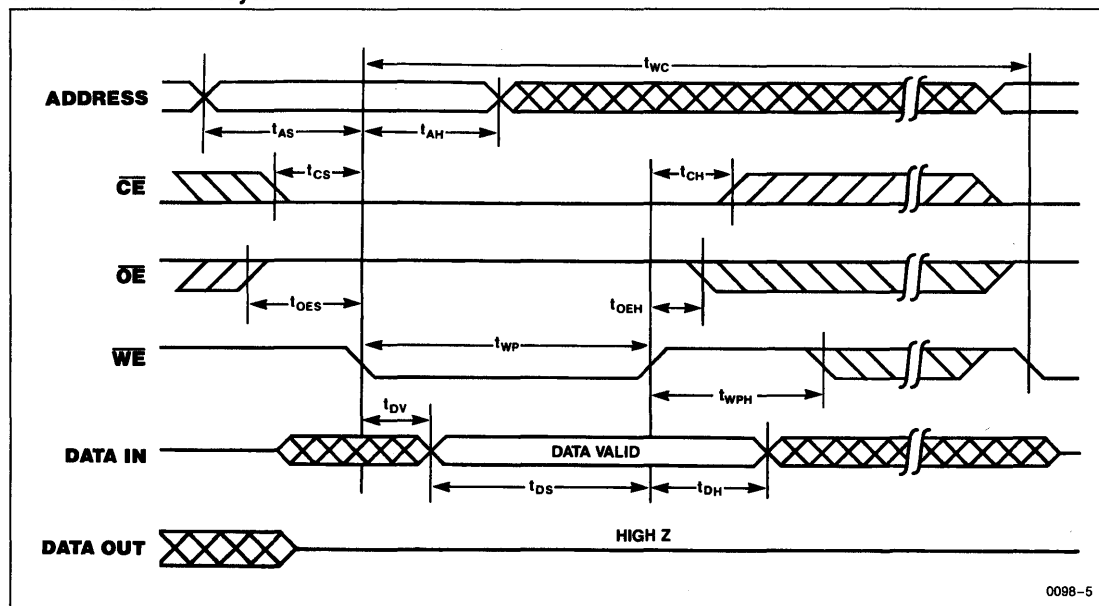 tWC
ADDRESS
tAS
tAH
CE
tCS
tCH
OE
tOES
tOEH
WE
tWP
tWPH
tDV
DATA IN
DATA VALID
tDS
tDH
DATA OUT
HIGH Z
0098-5